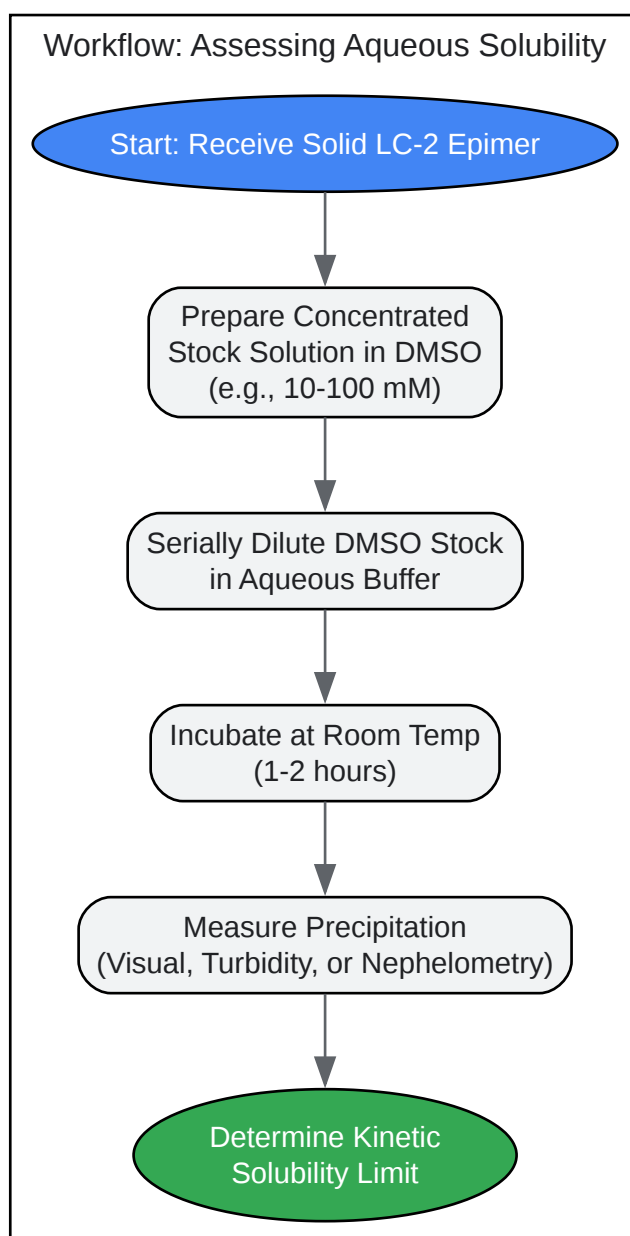 Workflow: Assessing Aqueous Solubility
Start: Receive Solid LC-2 Epimer
Prepare Concentrated
Stock Solution in DMSO
(e.g., 10-100 mM)
Serially Dilute DMSO Stock
in Aqueous Buffer
Incubate at Room Temp
(1-2 hours)
Measure Precipitation
(Visual, Turbidity, or Nephelometry)
Determine Kinetic
Solubility Limit